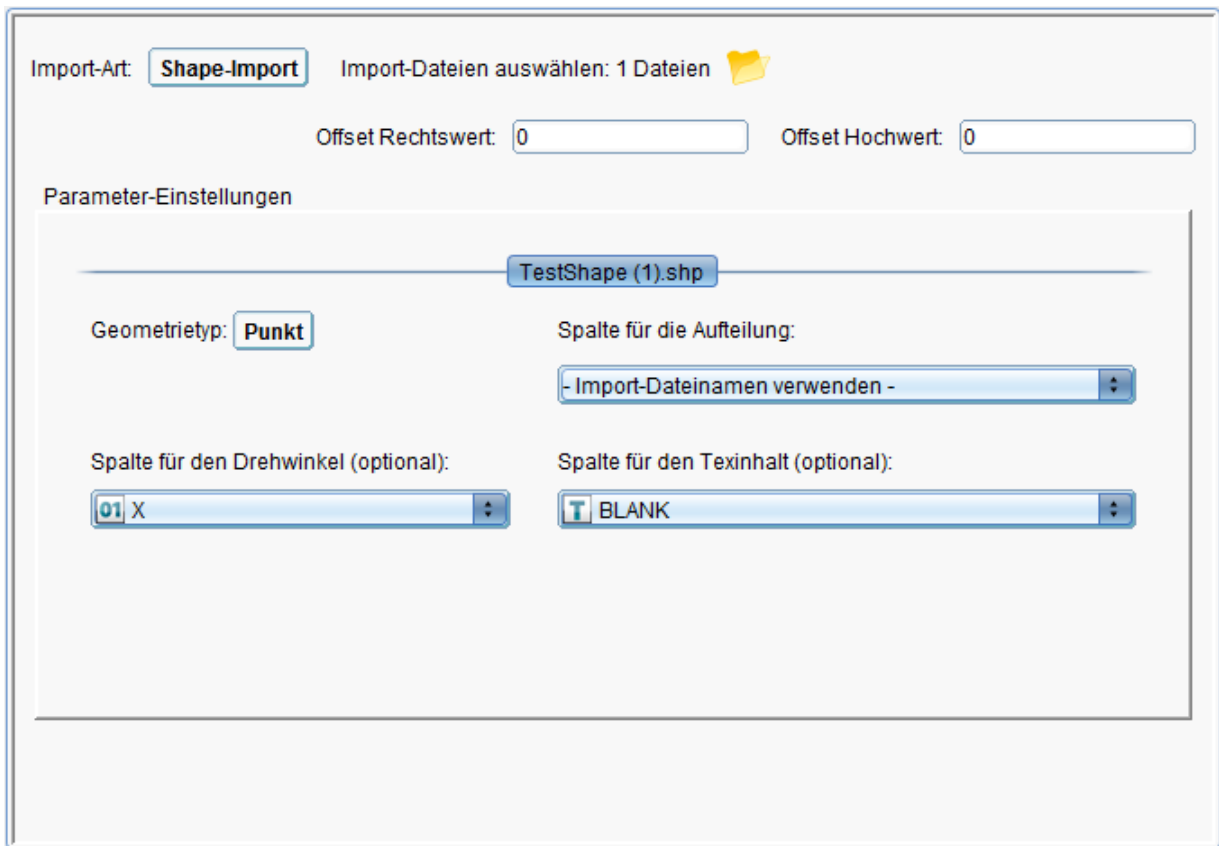 Import-Art: Shape-Import Import-Dateien auswählen: 1 Dateien
Offset Rechtswert: 0 Offset Hochwert: 0
Parameter-Einstellungen
TestShape (1).shp
Geometrietyp: Punkt Spalte für die Aufteilung:
- Import-Dateinamen verwenden -
Spalte für den Drehwinkel (optional): Spalte für den Texinhalt (optional):
01 X T BLANK